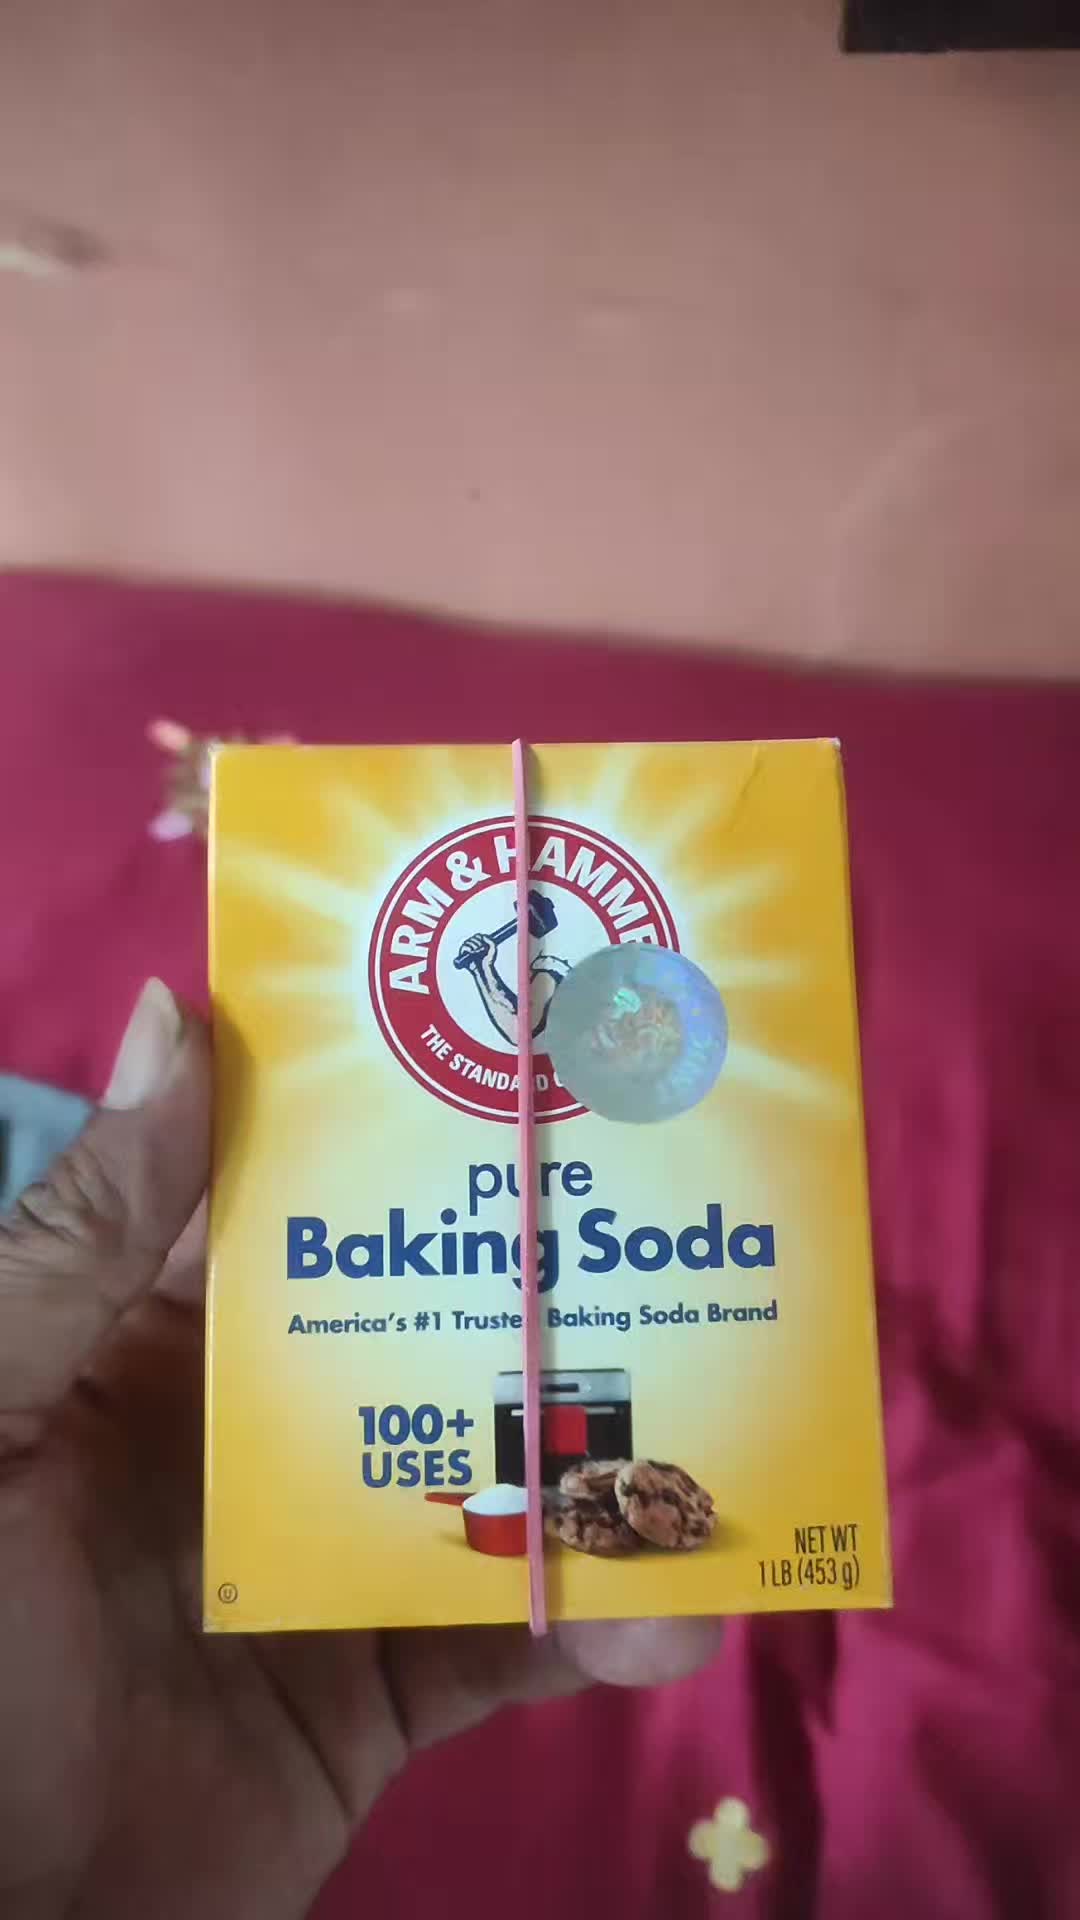 ARM & HAMME
THE STANDA D
pure
Baking Soda
America's #1 Truste Baking Soda Brand
100+
USES
NET WT
1 LB (453 g)
U